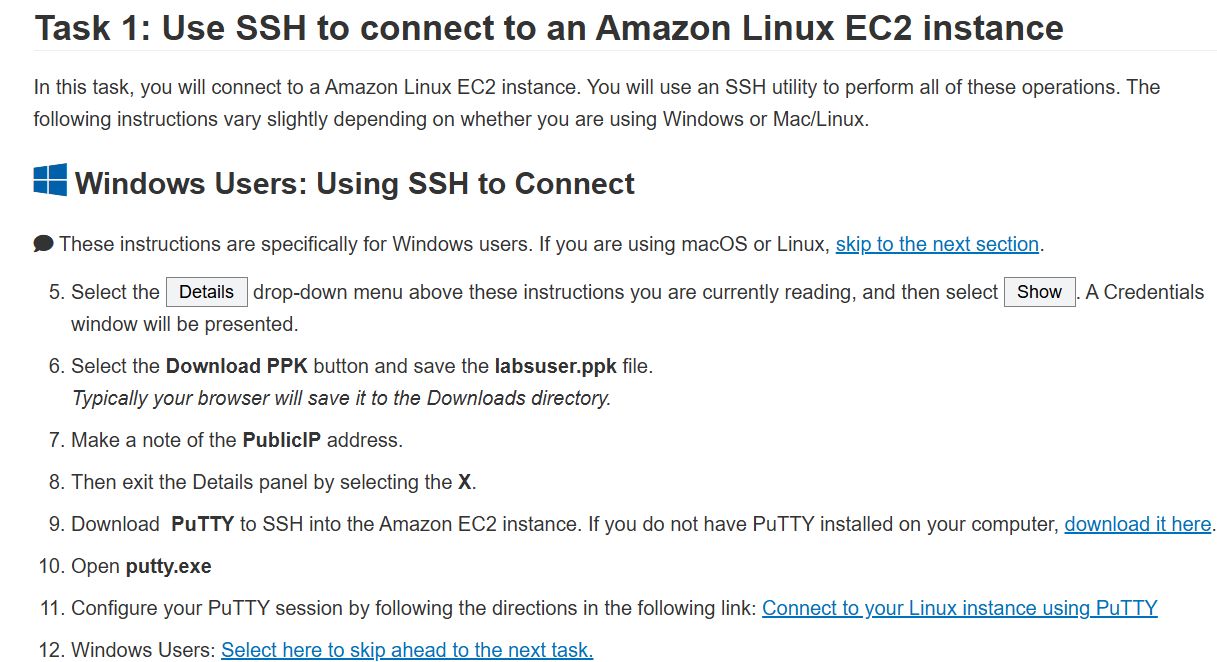 Task 1: Use SSH to connect to an Amazon Linux EC2 instance
In this task, you will connect to a Amazon Linux EC2 instance. You will use an SSH utility to perform all of these operations. The
following instructions vary slightly depending on whether you are using Windows or Mac/Linux.
Windows Users: Using SSH to Connect
These instructions are specifically for Windows users. If you are using macOS or Linux, skip to the next section.
5. Select the Details drop-down menu above these instructions you are currently reading, and then select Show. A Credentials
window will be presented.
6. Select the Download PPK button and save the labsuser.ppk file.
Typically your browser will save it to the Downloads directory.
7. Make a note of the PublicIP address.
8. Then exit the Details panel by selecting the X.
9. Download PuTTY to SSH into the Amazon EC2 instance. If you do not have PuTTY installed on your computer, download it here.
10. Open putty.exe
11. Configure your PuTTY session by following the directions in the following link: Connect to your Linux instance using PuTTY
12. Windows Users: Select here to skip ahead to the next task.